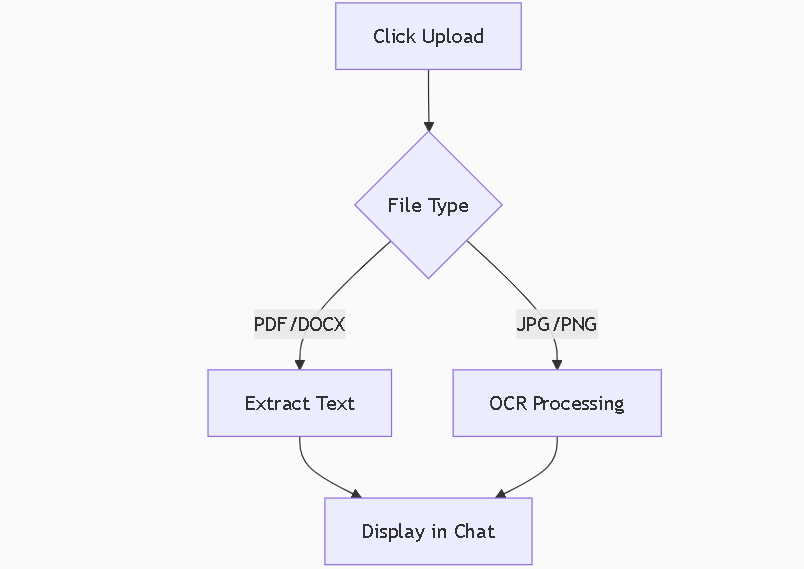 Click Upload
File Type
PDF/DOCX
JPG/PNG
Extract Text
OCR Processing
Display in Chat